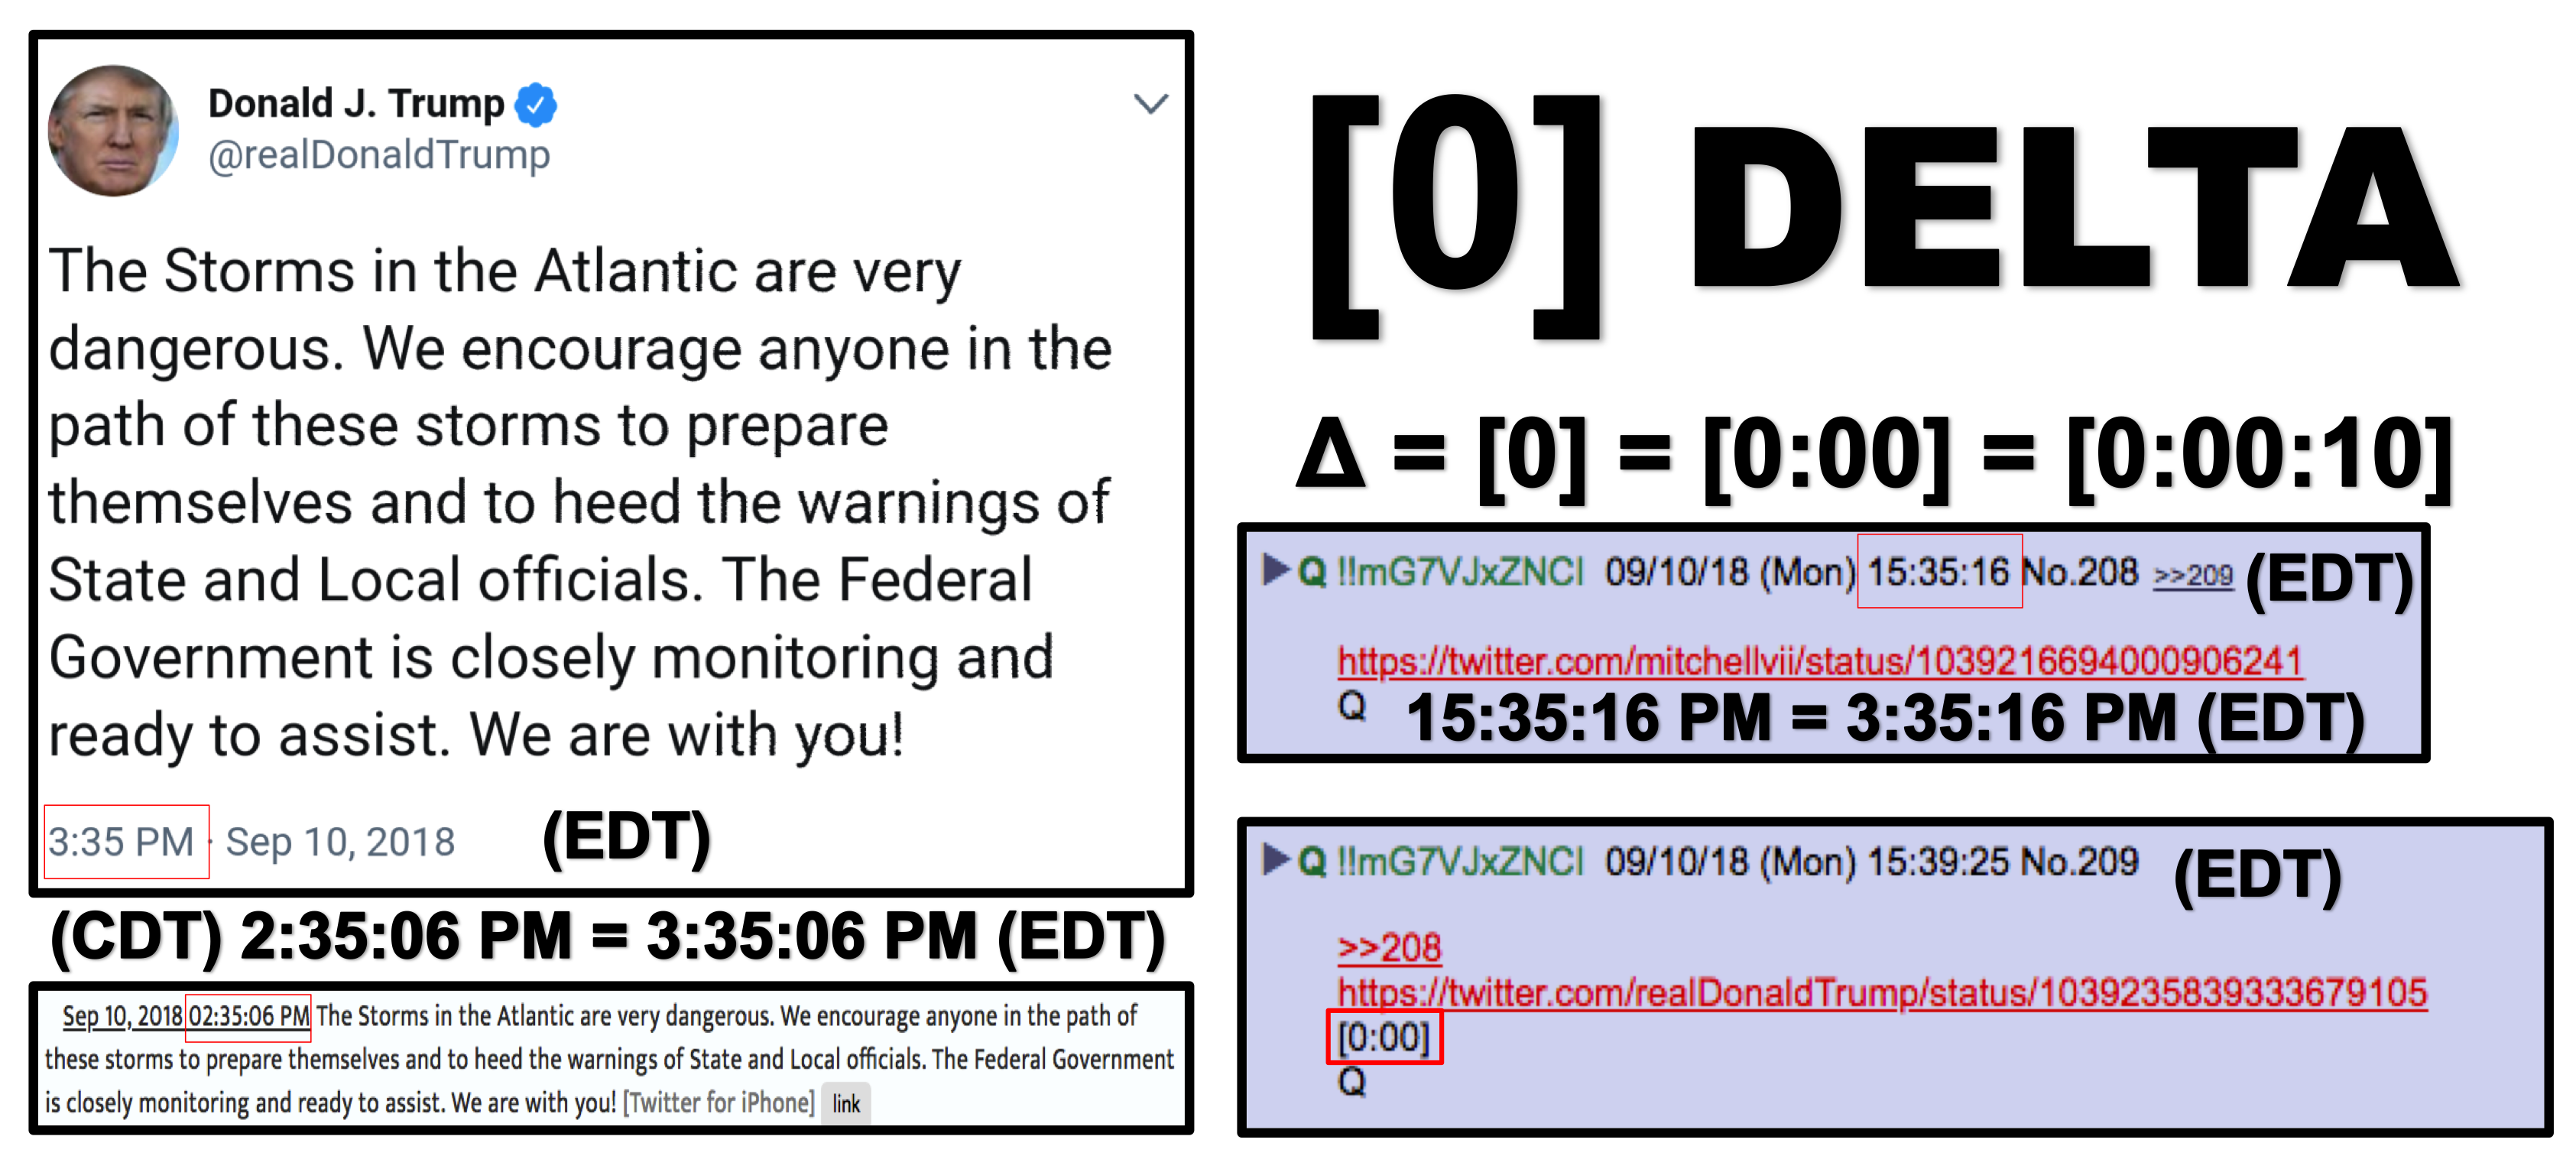 Donald J. Trump
@realDonaldTrump
The Storms in the Atlantic are very
dangerous. We encourage anyone in the
path of these storms to prepare
themselves and to heed the warnings of
State and Local officials. The Federal
Government is closely monitoring and
ready to assist. We are with you!
3:35 PM · Sep 10, 2018 (EDT)
(CDT) 2:35:06 PM = 3:35:06 PM (EDT)
Sep 10, 2018 02:35:06 PM The Storms in the Atlantic are very dangerous. We encourage anyone in the path of
these storms to prepare themselves and to heed the warnings of State and Local officials. The Federal Government
is closely monitoring and ready to assist. We are with you! [Twitter for iPhone] link
[0] DELTA
Δ = [0] = [0:00] = [0:00:10]
▶Q !!mG7VJxZNCI 09/10/18 (Mon) 15:35:16 No.208 >>209 (EDT)
https://twitter.com/mitchellvii/status/1039216694000906241
Q 15:35:16 PM = 3:35:16 PM (EDT)
▶Q !!mG7VJxZNCI 09/10/18 (Mon) 15:39:25 No.209 (EDT)
>>208
https://twitter.com/realDonaldTrump/status/1039235839333679105
[0:00]
Q